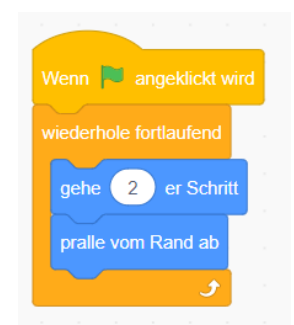 Wenn angeklickt wird
wiederhole fortlaufend
gehe 2 er Schritt
pralle vom Rand ab